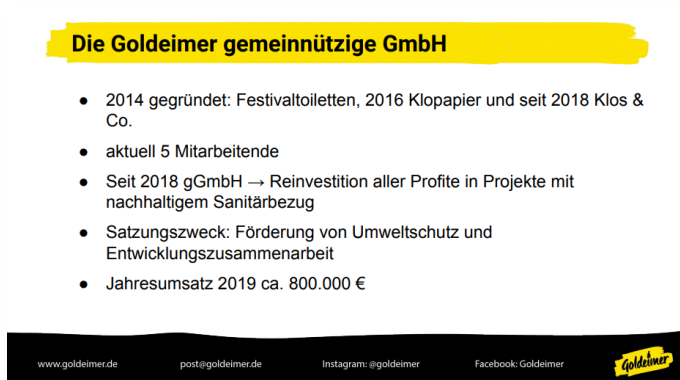 Die Goldeimer gemeinnützige GmbH
● 2014 gegründet: Festivaltoiletten, 2016 Klopapier und seit 2018 Klos &
Co.
● aktuell 5 Mitarbeitende
● Seit 2018 gGmbH → Reinvestition aller Profite in Projekte mit
nachhaltigem Sanitärbezug
● Satzungszweck: Förderung von Umweltschutz und
Entwicklungszusammenarbeit
● Jahresumsatz 2019 ca. 800.000 €
www.goldeimer.de post@goldeimer.de Instagram: @goldeimer Facebook: Goldeimer Goldeimer